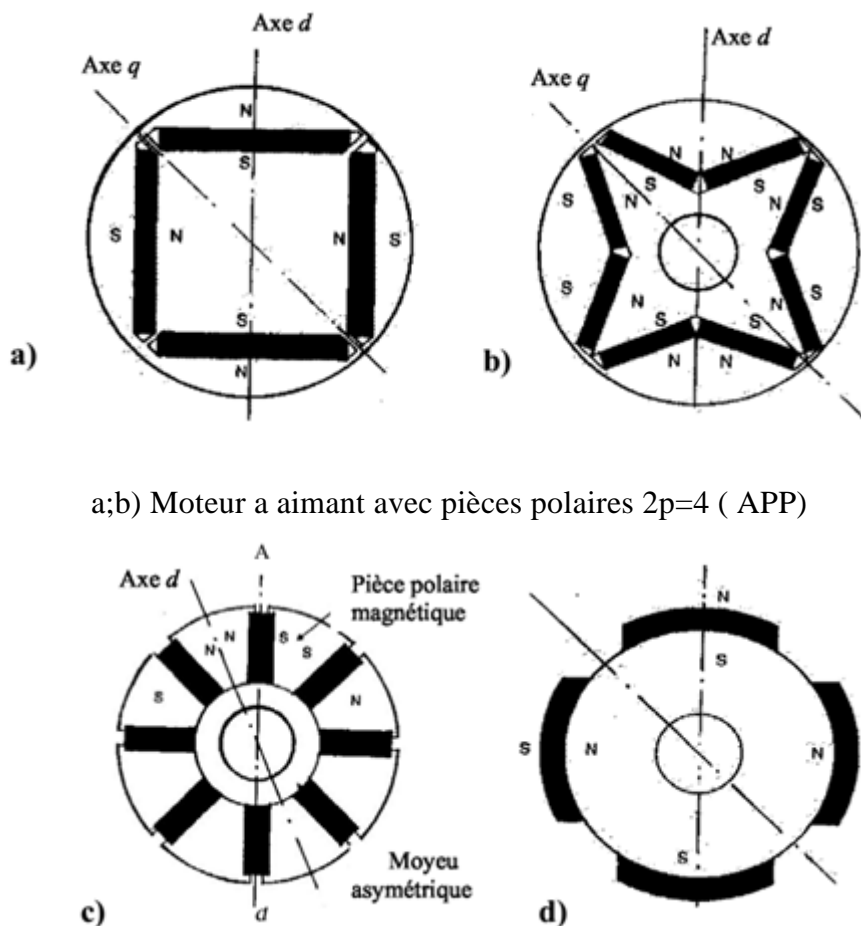 Axe d
Axe q
N
S
S N N S
S
N
a)
Axe d
Axe q
N N
S S
S N N S
S N N S
S S
N N
b)
a;b) Moteur a aimant avec pièces polaires 2p=4 ( APP)
A
Axe d
Pièce polaire
magnétique
N N S S
S N
Moyeu
asymétrique
c)
d
N
S
S N N
S
d)